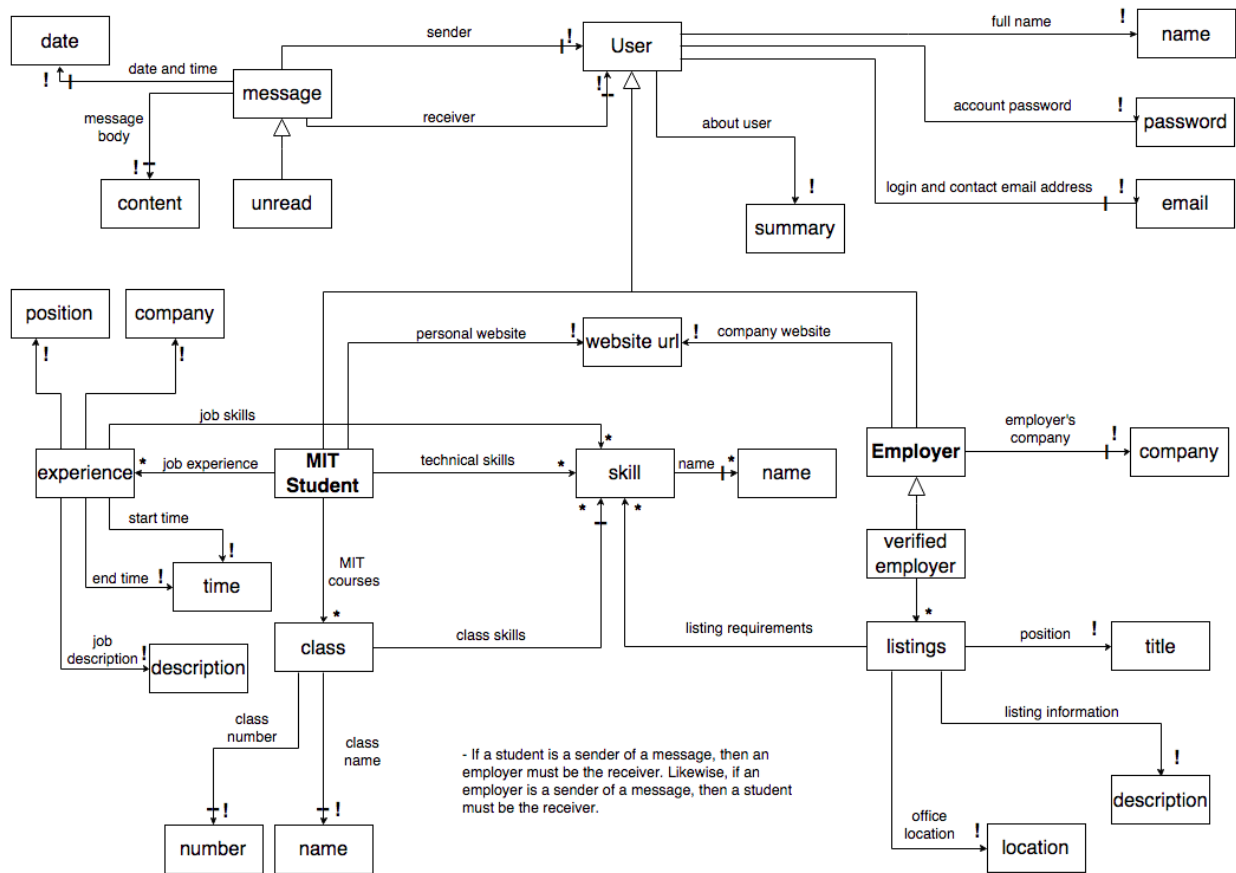 date
sender
!
User
full name
!
name
!
date and time
message
!
message
body
receiver
about user
account password
!
password
!
content
unread
!
summary
login and contact email address
!
email
position
company
!
!
personal website
!
website url
!
company website
job skills
*
experience
*
job experience
MIT
Student
technical skills
*
skill
name
*
name
Employer
employer's
company
!
company
start time
!
*
*
end time
!
time
MIT
courses
verified
employer
job
description
!
description
*
class
class skills
listing requirements
*
listings
position
!
title
class
number
class
name
listing information
!
description
- If a student is a sender of a message, then an
employer must be the receiver. Likewise, if an
employer is a sender of a message, then a student
must be the receiver.
!
number
!
name
office
location
!
location